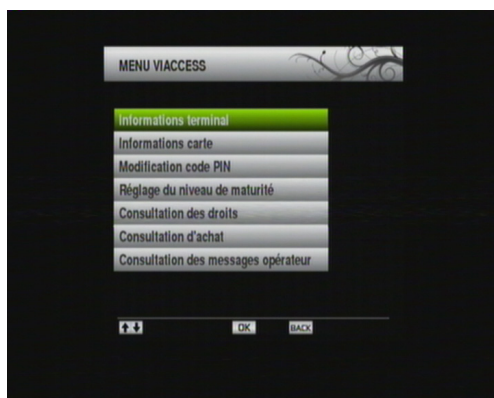 MENU VIACCESS
Informations terminal
Informations carte
Modification code PIN
Réglage du niveau de maturité
Consultation des droits
Consultation d'achat
Consultation des messages opérateur
OK BACK